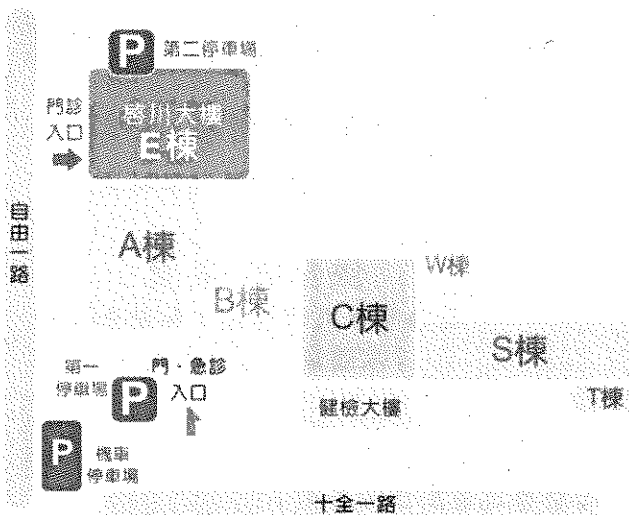 P 第二停車場
門診
入口
啓川大樓
E棟
自由一路
A棟
B棟
C棟
W棟
S棟
T棟
第一
停車場
P
門・急診
入口
健檢大樓
P
機車
停車場
十全一路